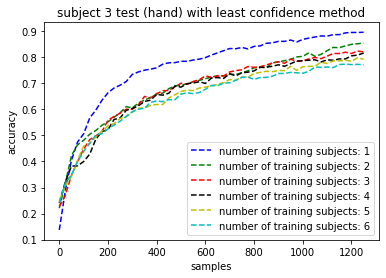 subject 3 test (hand) with least confidence method
0.9
0.8
0.7
0.6
0.5
0.4
0.3
0.2
0.1
accuracy
number of training subjects: 1
number of training subjects: 2
number of training subjects: 3
number of training subjects: 4
number of training subjects: 5
number of training subjects: 6
0 200 400 600 800 1000 1200
samples